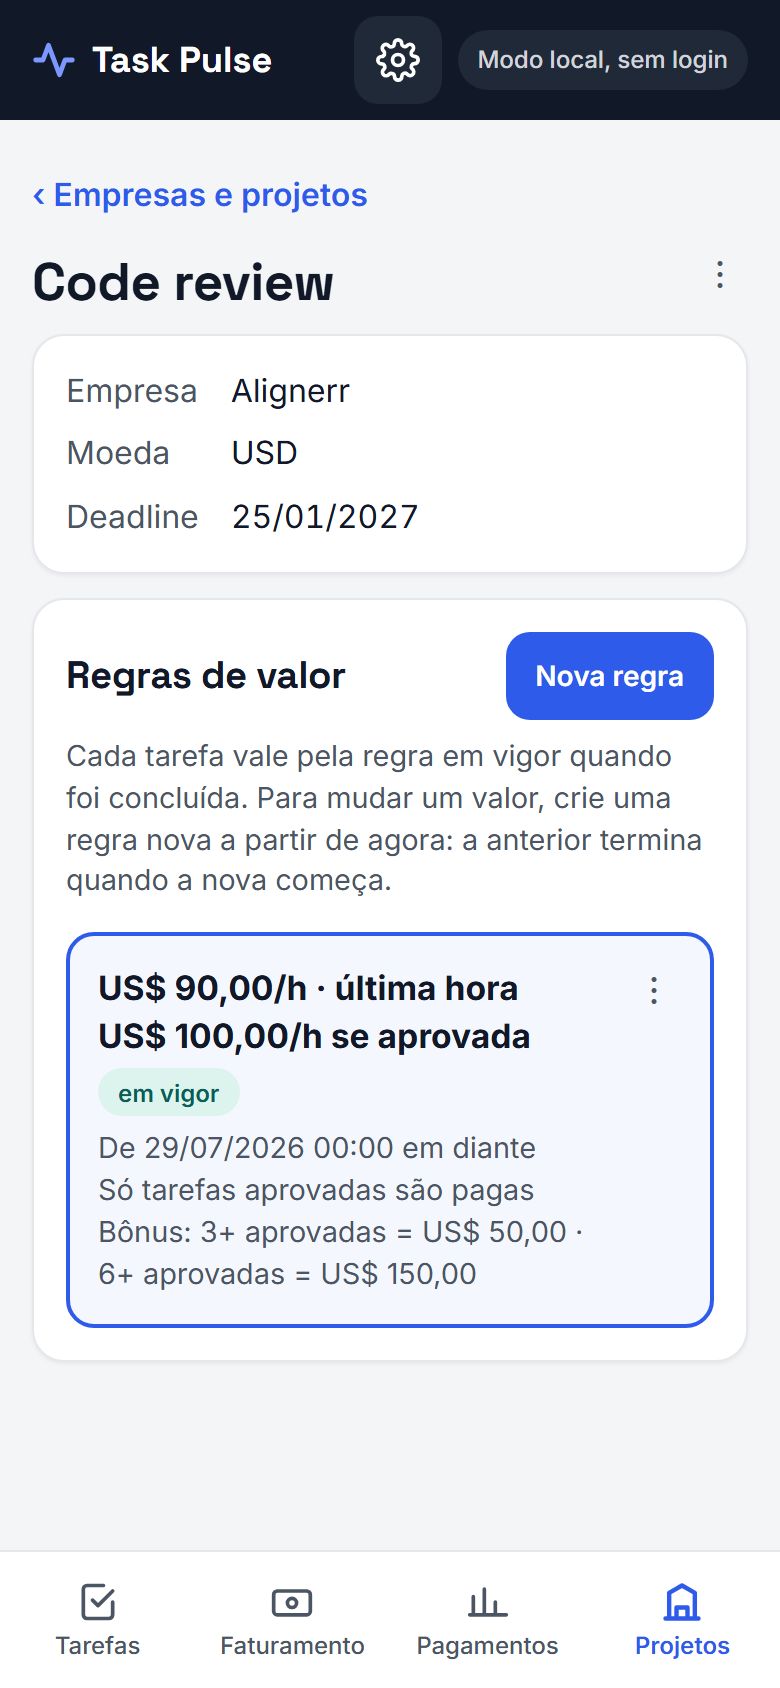 Task Pulse
Modo local, sem login
‹ Empresas e projetos
Code review
Empresa Alignerr
Moeda USD
Deadline 25/01/2027
Regras de valor
Nova regra
Cada tarefa vale pela regra em vigor quando
foi concluída. Para mudar um valor, crie uma
regra nova a partir de agora: a anterior termina
quando a nova começa.
US$ 90,00/h · última hora
US$ 100,00/h se aprovada
em vigor
De 29/07/2026 00:00 em diante
Só tarefas aprovadas são pagas
Bônus: 3+ aprovadas = US$ 50,00 ·
6+ aprovadas = US$ 150,00
Tarefas
Faturamento
Pagamentos
Projetos